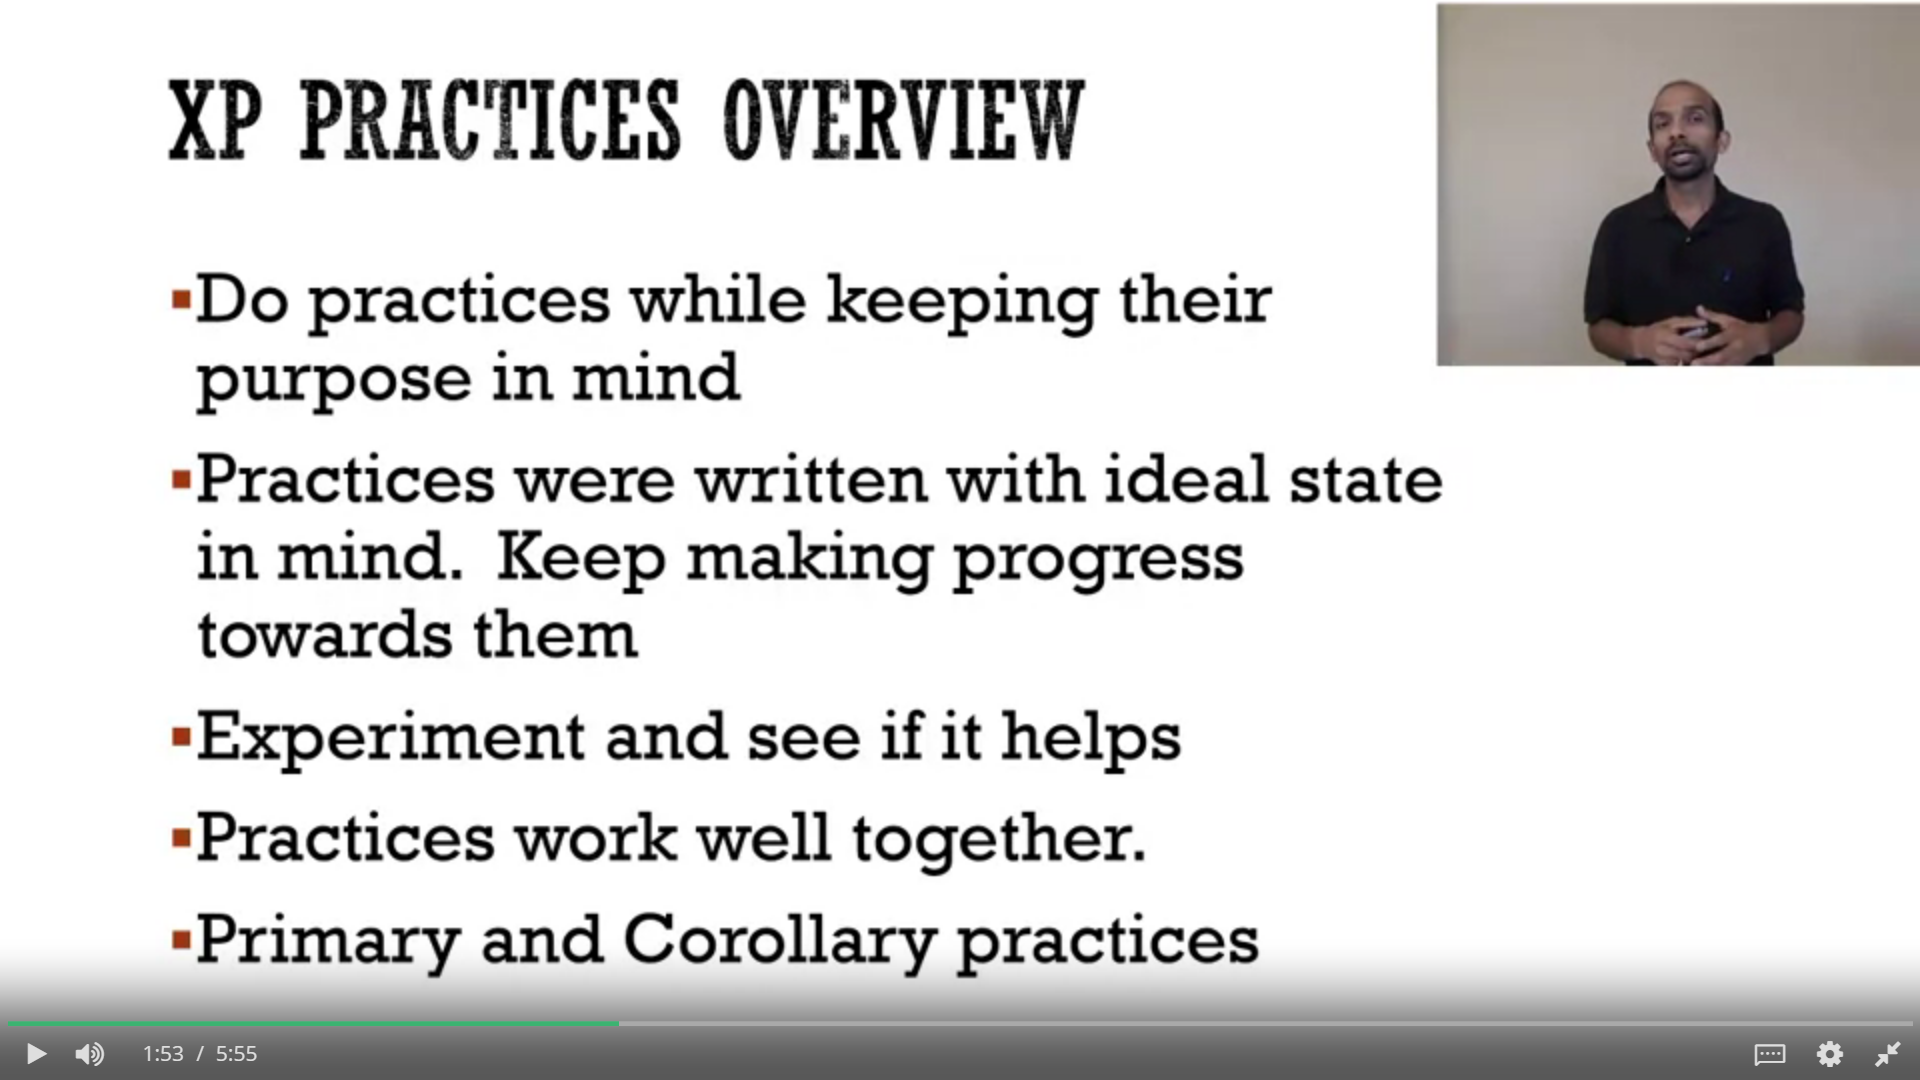 XP PRACTICES OVERVIEW
▪Do practices while keeping their
purpose in mind
▪Practices were written with ideal state
in mind.  Keep making progress
towards them
▪Experiment and see if it helps
▪Practices work well together.
▪Primary and Corollary practices
1:53 / 5:55